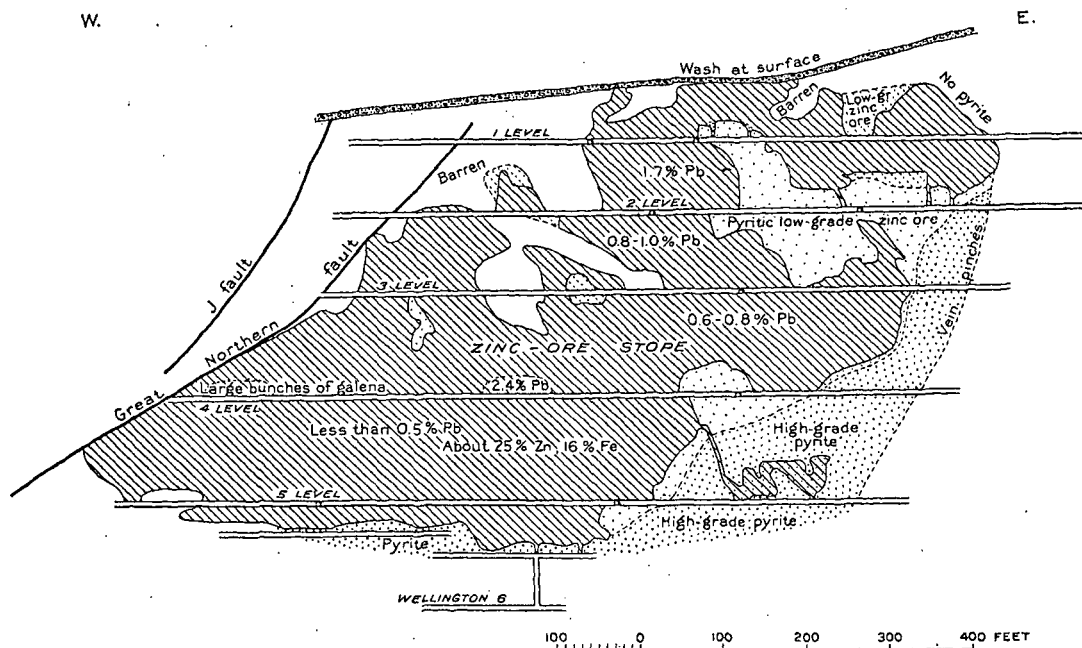 W.
E.
Wash at surface
Barren
Low-gr. zinc ore
No pyrite
1 LEVEL
Barren
1.7% Pb
2 LEVEL
Pyritic low-grade zinc ore
0.8-1.0% Pb
J fault
fault
Vein pinches
3 LEVEL
0.6-0.8% Pb
Great Northern
ZINC-ORE STOPE
Large bunches of galena
2.4% Pb
4 LEVEL
Less than 0.5% Pb
About 25% Zn, 16% Fe
High-grade
pyrite
5 LEVEL
High-grade pyrite
Pyrite
WELLINGTON 6
100 0 100 200 300 400 FEET